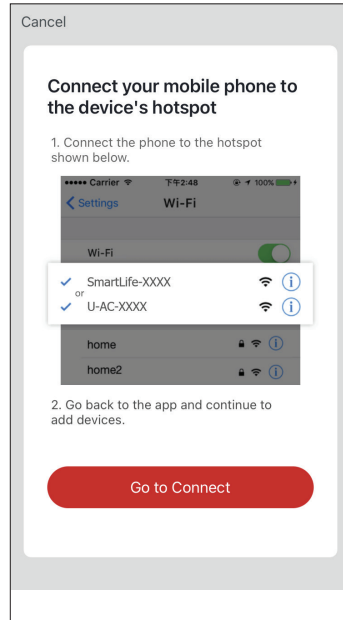 Cancel
Connect your mobile phone to
the device's hotspot
1. Connect the phone to the hotspot
shown below.
Carrier 下午2:48 100%
Settings Wi-Fi
Wi-Fi
SmartLife-XXXX
or
U-AC-XXXX
home
home2
2. Go back to the app and continue to
add devices.
Go to Connect